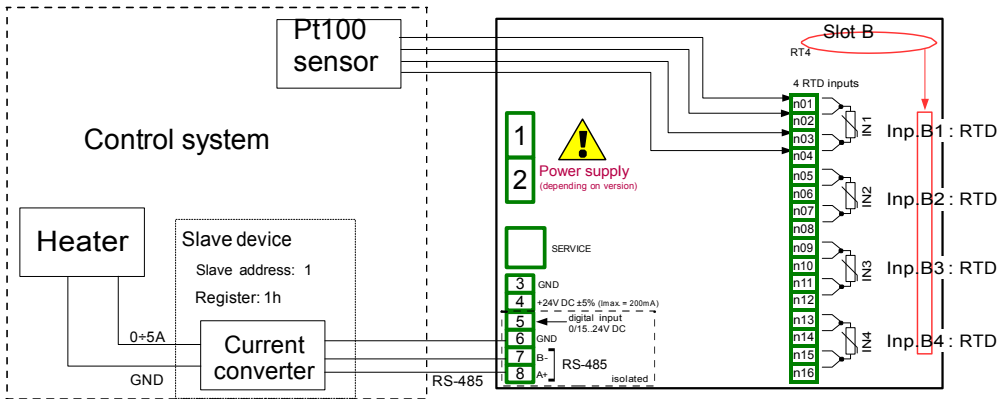 Pt100
sensor
Control system
Heater
Slave device
Slave address: 1
Register: 1h
0÷5A
GND
Current
converter
RS-485
Slot B
RT4
4 RTD inputs
1
2
Power supply
(depending on version)
SERVICE
3 GND
4 +24V DC ±5% (Imax. = 200mA)
5 digital input
0/15..24V DC
6 GND
7 B-
8 A+
RS-485
isolated
n01
n02
n03
n04
n05
n06
n07
n08
n09
n10
n11
n12
n13
n14
n15
n16
IN1
IN2
IN3
IN4
Inp.B1 : RTD
Inp.B2 : RTD
Inp.B3 : RTD
Inp.B4 : RTD